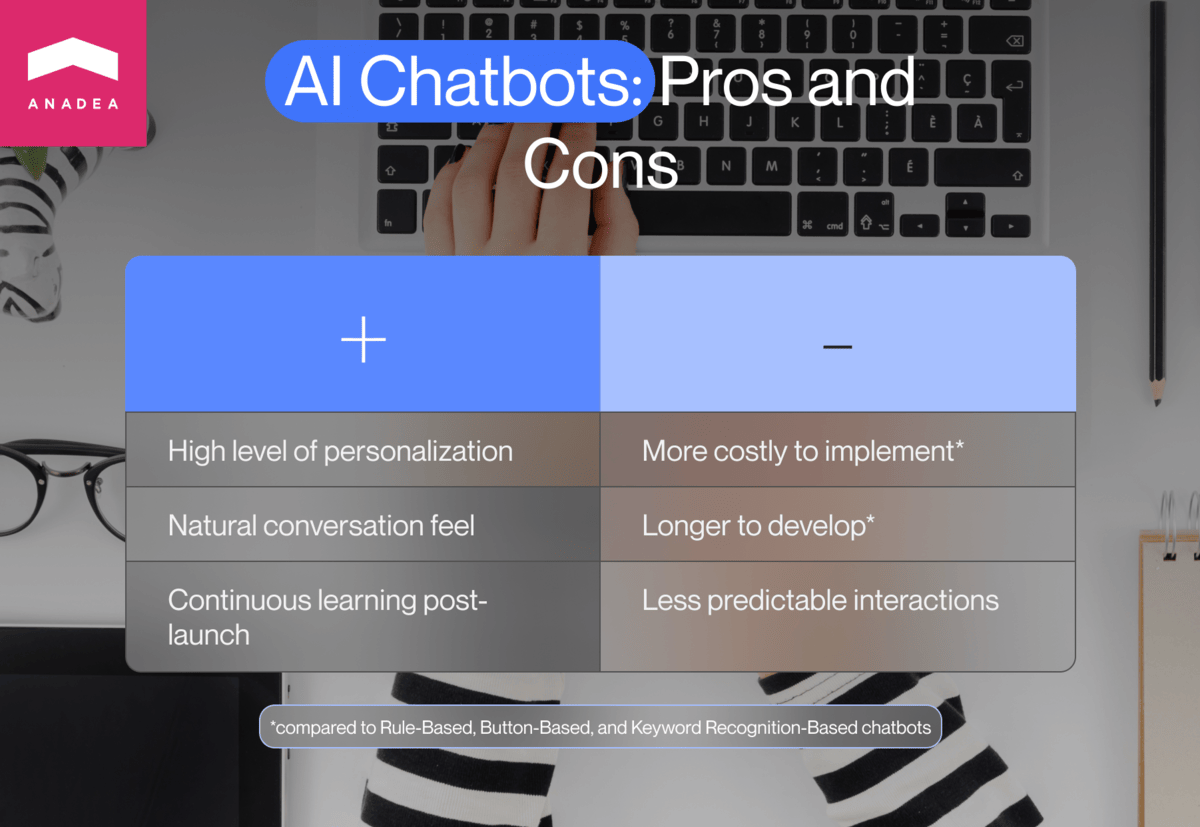 ANADEA
AI Chatbots: Pros and
Cons
+
–
High level of personalization
More costly to implement*
Natural conversation feel
Longer to develop*
Continuous learning post-
launch
Less predictable interactions
*compared to Rule-Based, Button-Based, and Keyword Recognition-Based chatbots